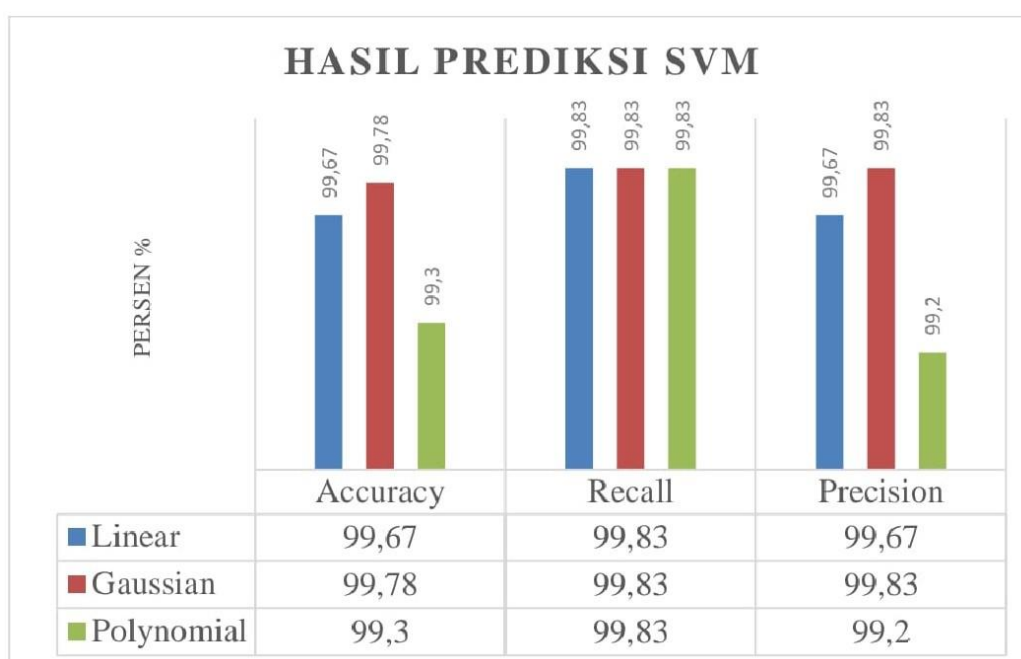 HASIL PREDIKSI SVM
PERSEN %
99,67
99,78
99,3
99,83
99,83
99,83
99,67
99,83
99,2
Accuracy Recall Precision
Linear 99,67 99,83 99,67
Gaussian 99,78 99,83 99,83
Polynomial 99,3 99,83 99,2